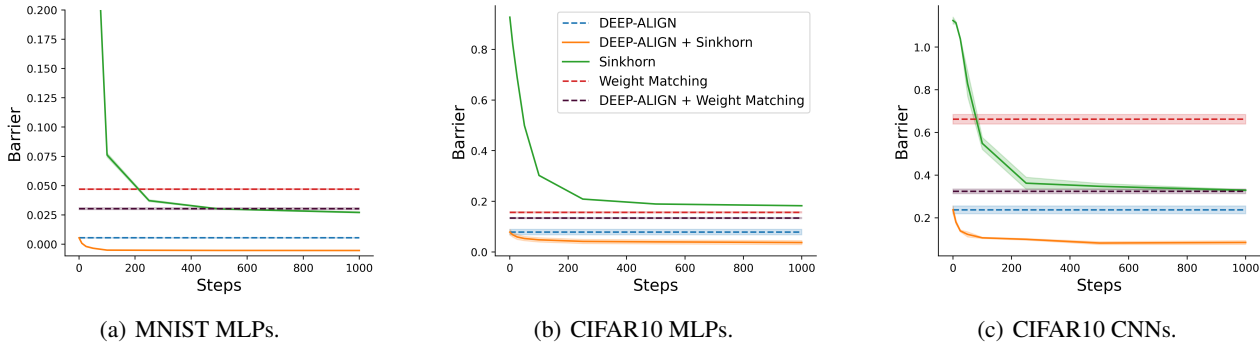 0.200
0.175
0.150
0.125
0.100
0.075
0.050
0.025
0.000
Barrier
0 200 400 600 800 1000
Steps
(a) MNIST MLPs.
0.8
0.6
0.4
0.2
0.0
Barrier
DEEP-ALIGN
DEEP-ALIGN + Sinkhorn
Sinkhorn
Weight Matching
DEEP-ALIGN + Weight Matching
0 200 400 600 800 1000
Steps
(b) CIFAR10 MLPs.
1.0
0.8
0.6
0.4
0.2
Barrier
0 200 400 600 800 1000
Steps
(c) CIFAR10 CNNs.